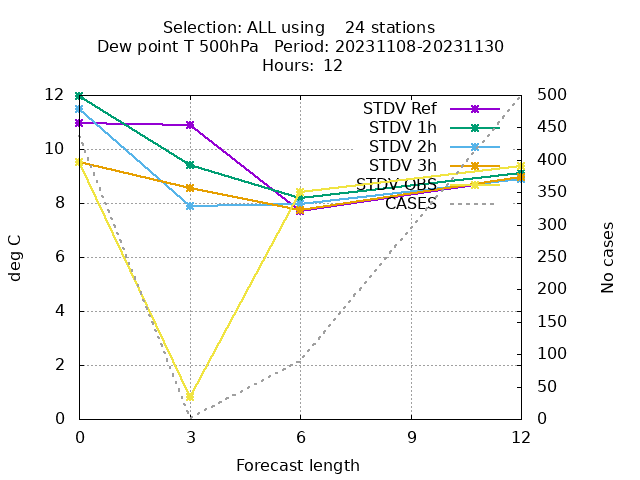 Selection: ALL using    24 stations
Dew point T 500hPa   Period: 20231108-20231130
Hours: 12
12
10
8
6
4
2
0
500
450
400
350
300
250
200
150
100
50
0
deg C
No cases
STDV Ref
STDV 1h
STDV 2h
STDV 3h
STDV OBS
CASES
0 3 6 9 12
Forecast length